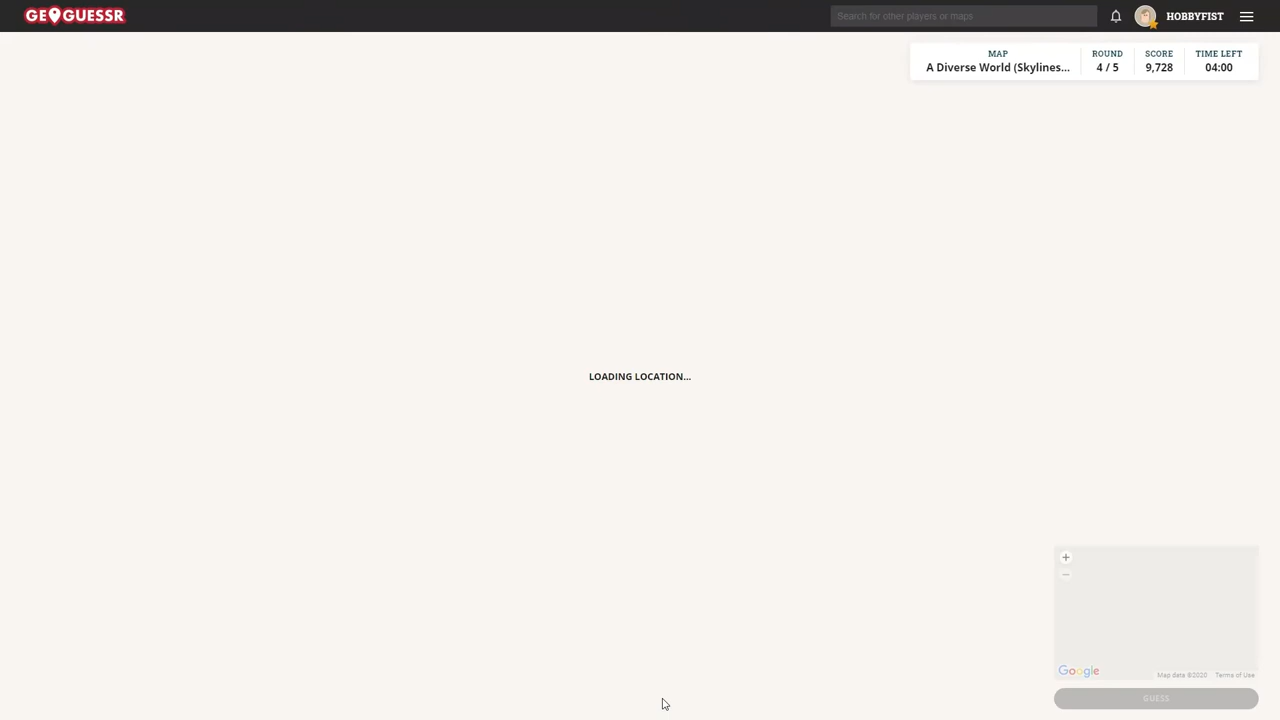 GEOGUESSR
Search for other players or maps
HOBBYFIST
MAP
A Diverse World (Skylines...
ROUND
4 / 5
SCORE
9,728
TIME LEFT
04:00
LOADING LOCATION...
+
−
Google
Map data ©2020
Terms of Use
GUESS